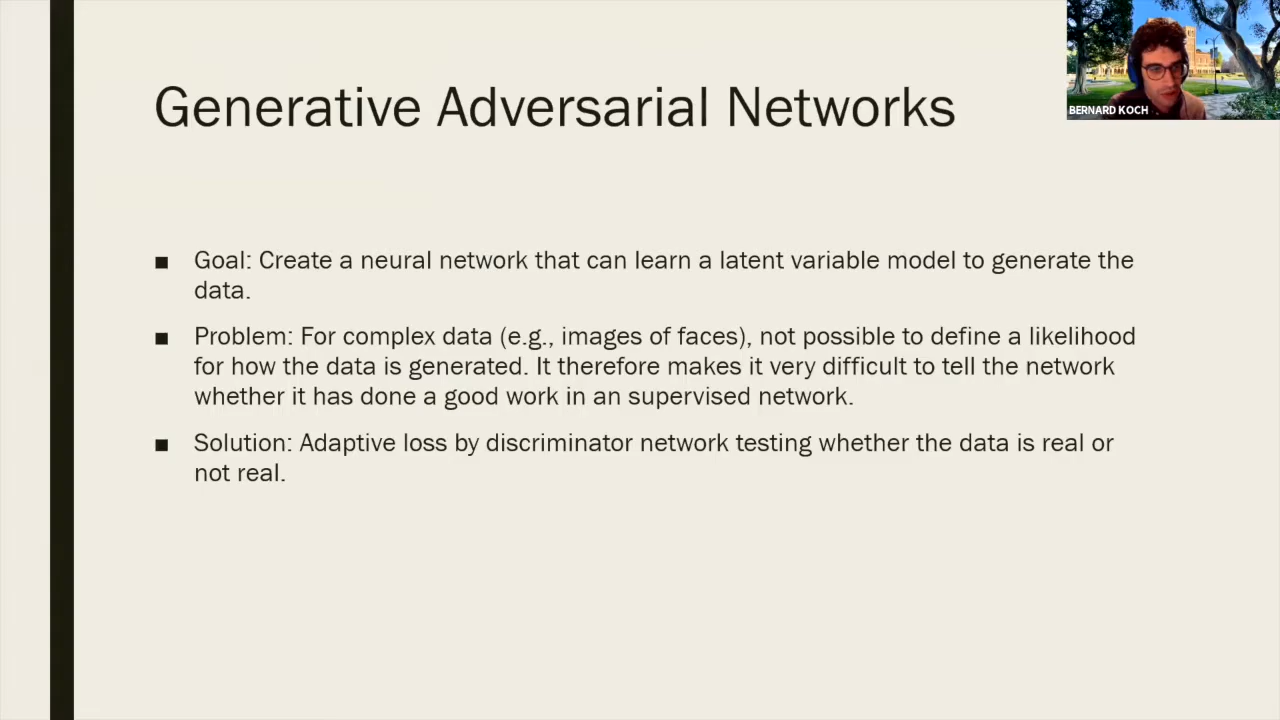 Generative Adversarial Networks
BERNARD KOCH
■ Goal: Create a neural network that can learn a latent variable model to generate the
data.
■ Problem: For complex data (e.g., images of faces), not possible to define a likelihood
for how the data is generated. It therefore makes it very difficult to tell the network
whether it has done a good work in an supervised network.
■ Solution: Adaptive loss by discriminator network testing whether the data is real or
not real.